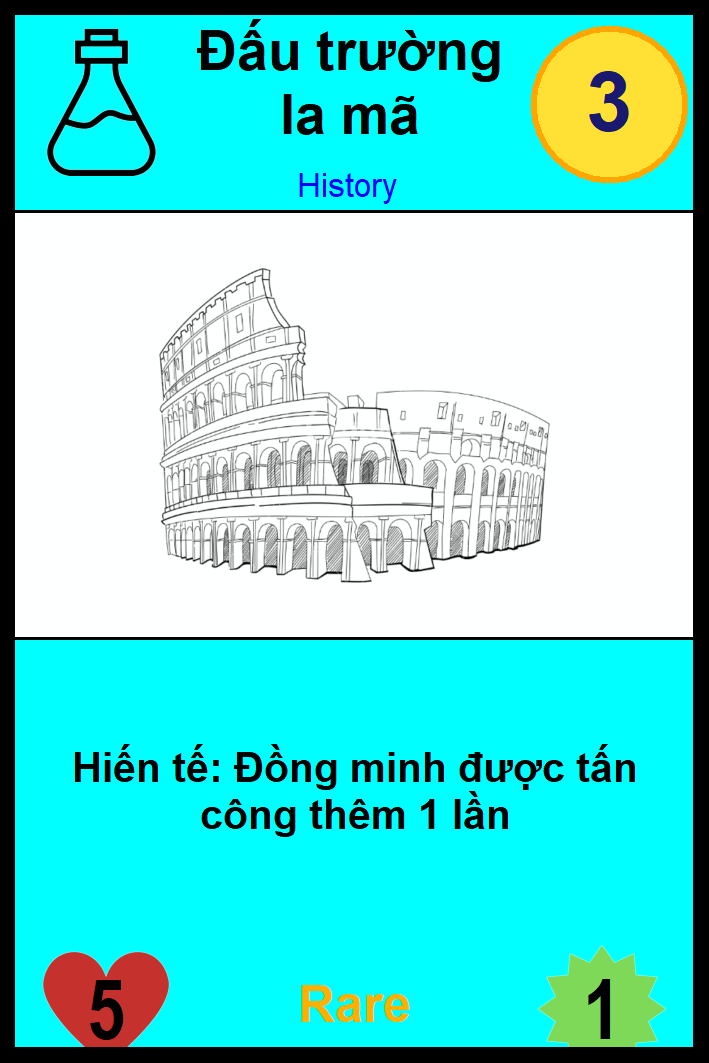 Đấu trường
la mã
3
History
Hiến tế: Đồng minh được tấn
công thêm 1 lần
5
Rare
1